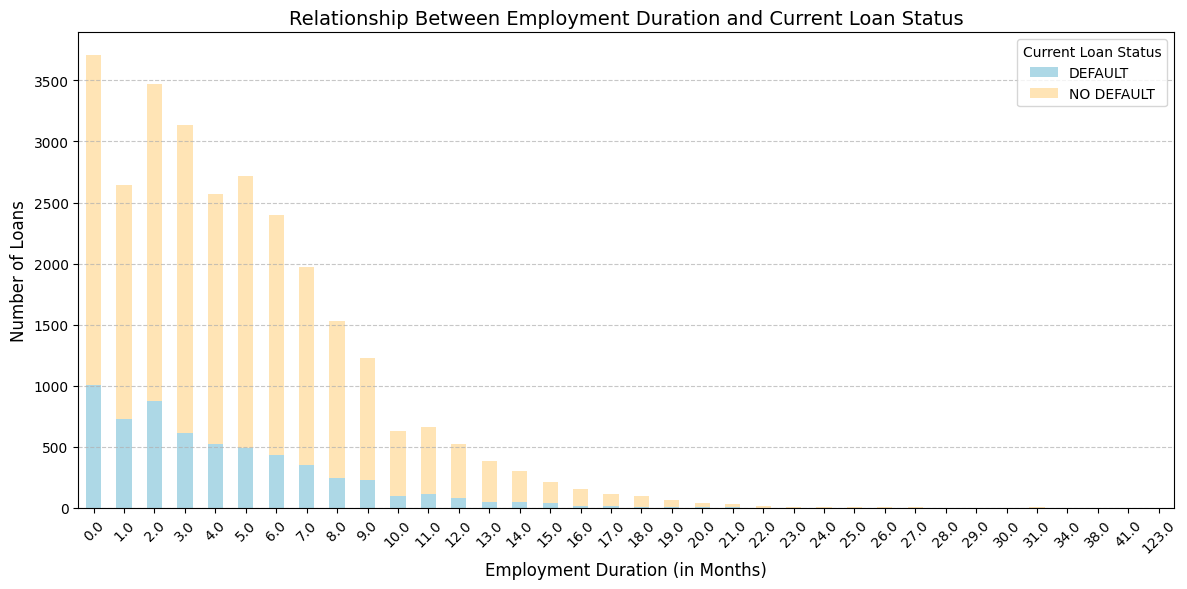 Relationship Between Employment Duration and Current Loan Status
Current Loan Status
DEFAULT
NO DEFAULT
Number of Loans
3500
3000
2500
2000
1500
1000
500
0
0.0 1.0 2.0 3.0 4.0 5.0 6.0 7.0 8.0 9.0 10.0 11.0 12.0 13.0 14.0 15.0 16.0 17.0 18.0 19.0 20.0 21.0 22.0 23.0 24.0 25.0 26.0 27.0 28.0 29.0 30.0 31.0 34.0 38.0 41.0 123.0
Employment Duration (in Months)